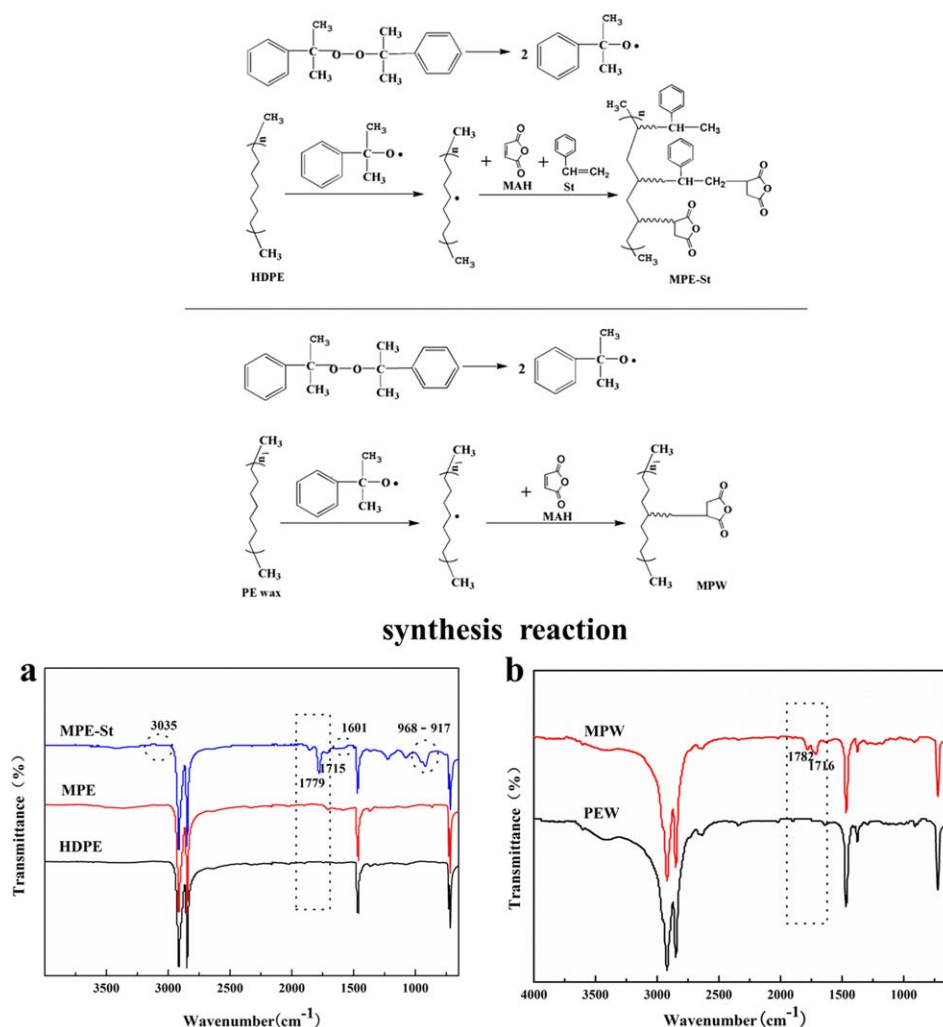 CH₃ CH₃ CH₃
C O O C 2 C O•
CH₃ CH₃ CH₃
CH₃ CH₃ CH₃ H₃C n
n C O• n + + CH CH₃
CH₃ O O O CH=CH₂
MAH St CH CH₂ O O O
• O O O
CH₃ CH₃ CH₃
HDPE MPE-St
CH₃ CH₃ CH₃
C O O C 2 C O•
CH₃ CH₃ CH₃
CH₃ CH₃ CH₃ CH₃
n₁ C O• n₁ + O O O n₁
CH₃ MAH O O O
•
CH₃ CH₃ CH₃
PE wax MPW
synthesis reaction
a
MPE-St 3035 1601 968-917
1779 1715
MPE
HDPE
Transmittance (%)
3500 3000 2500 2000 1500 1000
Wavenumber(cm⁻¹)
b
MPW
1782 1716
PEW
Transmittance (%)
4000 3500 3000 2500 2000 1500 1000
Wavenumber(cm⁻¹)